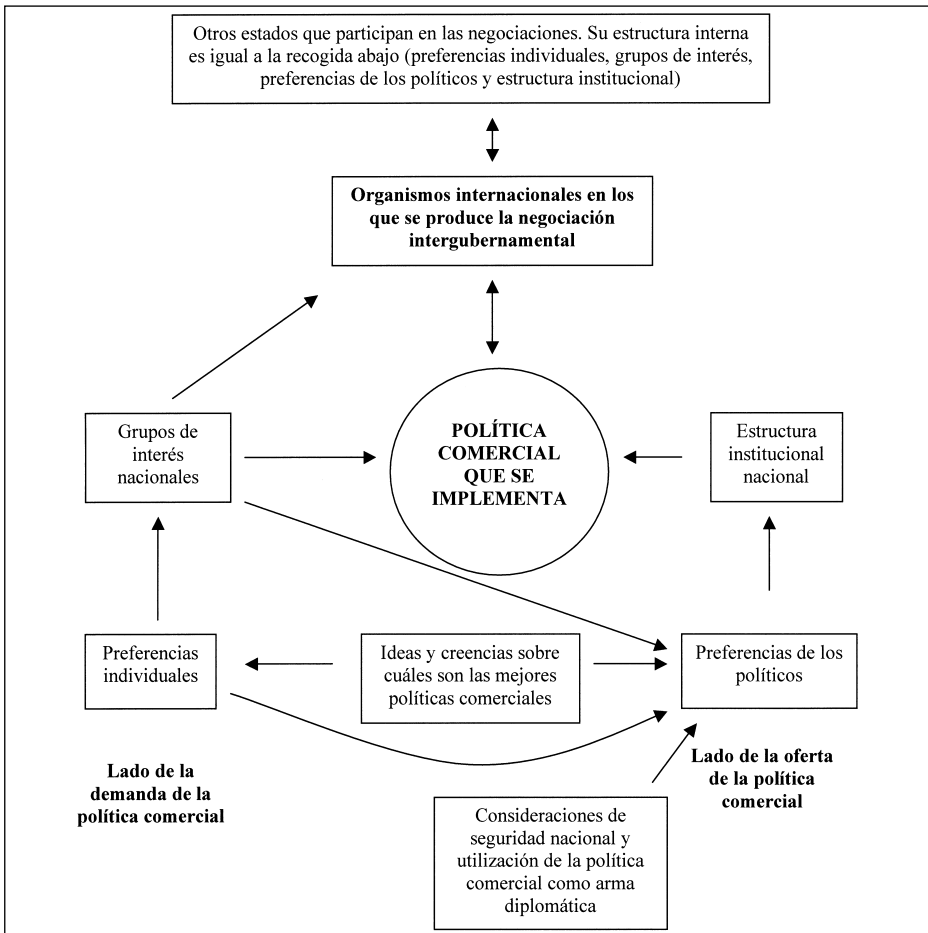 Otros estados que participan en las negociaciones. Su estructura interna
es igual a la recogida abajo (preferencias individuales, grupos de interés,
preferencias de los políticos y estructura institucional)
Organismos internacionales en los
que se produce la negociación
intergubernamental
Grupos de
interés
nacionales
POLÍTICA
COMERCIAL
QUE SE
IMPLEMENTA
Estructura
institucional
nacional
Preferencias
individuales
Ideas y creencias sobre
cuáles son las mejores
políticas comerciales
Preferencias de los
políticos
Lado de la
demanda de la
política comercial
Lado de la oferta
de la política
comercial
Consideraciones de
seguridad nacional y
utilización de la política
comercial como arma
diplomática